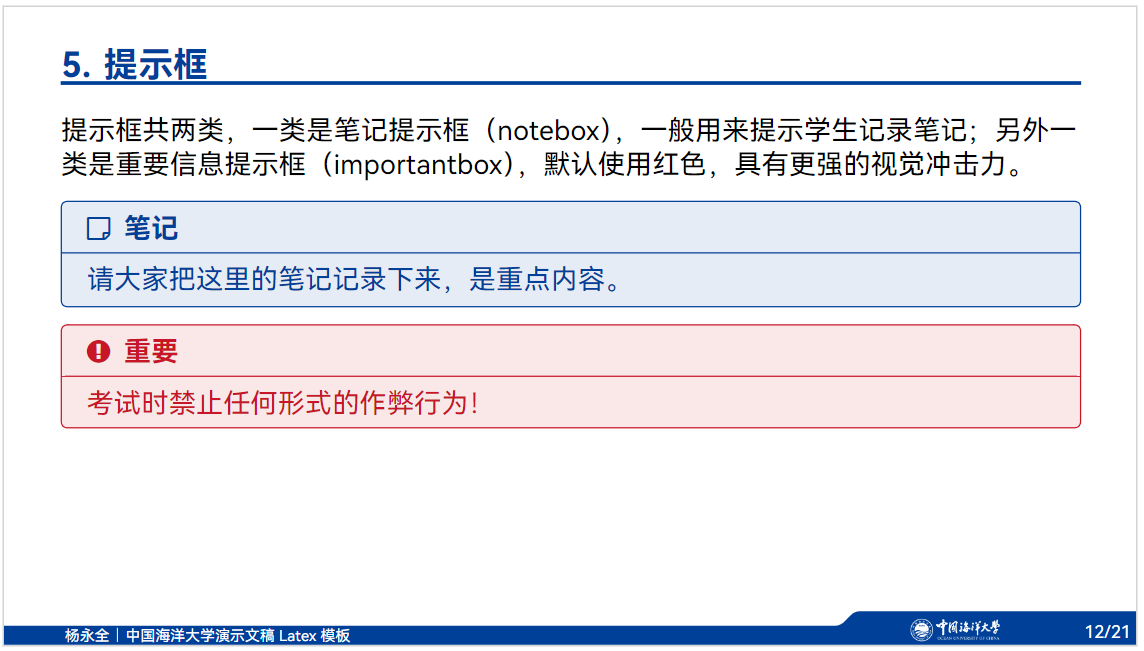 5. 提示框
提示框共两类，一类是笔记提示框（notebox），一般用来提示学生记录笔记；另外一
类是重要信息提示框（importantbox），默认使用红色，具有更强的视觉冲击力。
笔记
请大家把这里的笔记记录下来，是重点内容。
重要
考试时禁止任何形式的作弊行为！
杨永全｜中国海洋大学演示文稿 Latex 模板
中国海洋大学
OCEAN UNIVERSITY OF CHINA
12/21